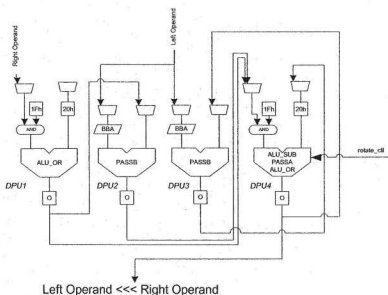 Right Operand
Left Operand
1Fh
20h
BBA
BBA
1Fh
20h
AND
AND
ALU_OR
PASSB
PASSB
ALU_SUB
PASSA
ALU_OR
rotate_ctl
DPU1
DPU2
DPU3
DPU4
O
O
O
O
Left Operand <<< Right Operand